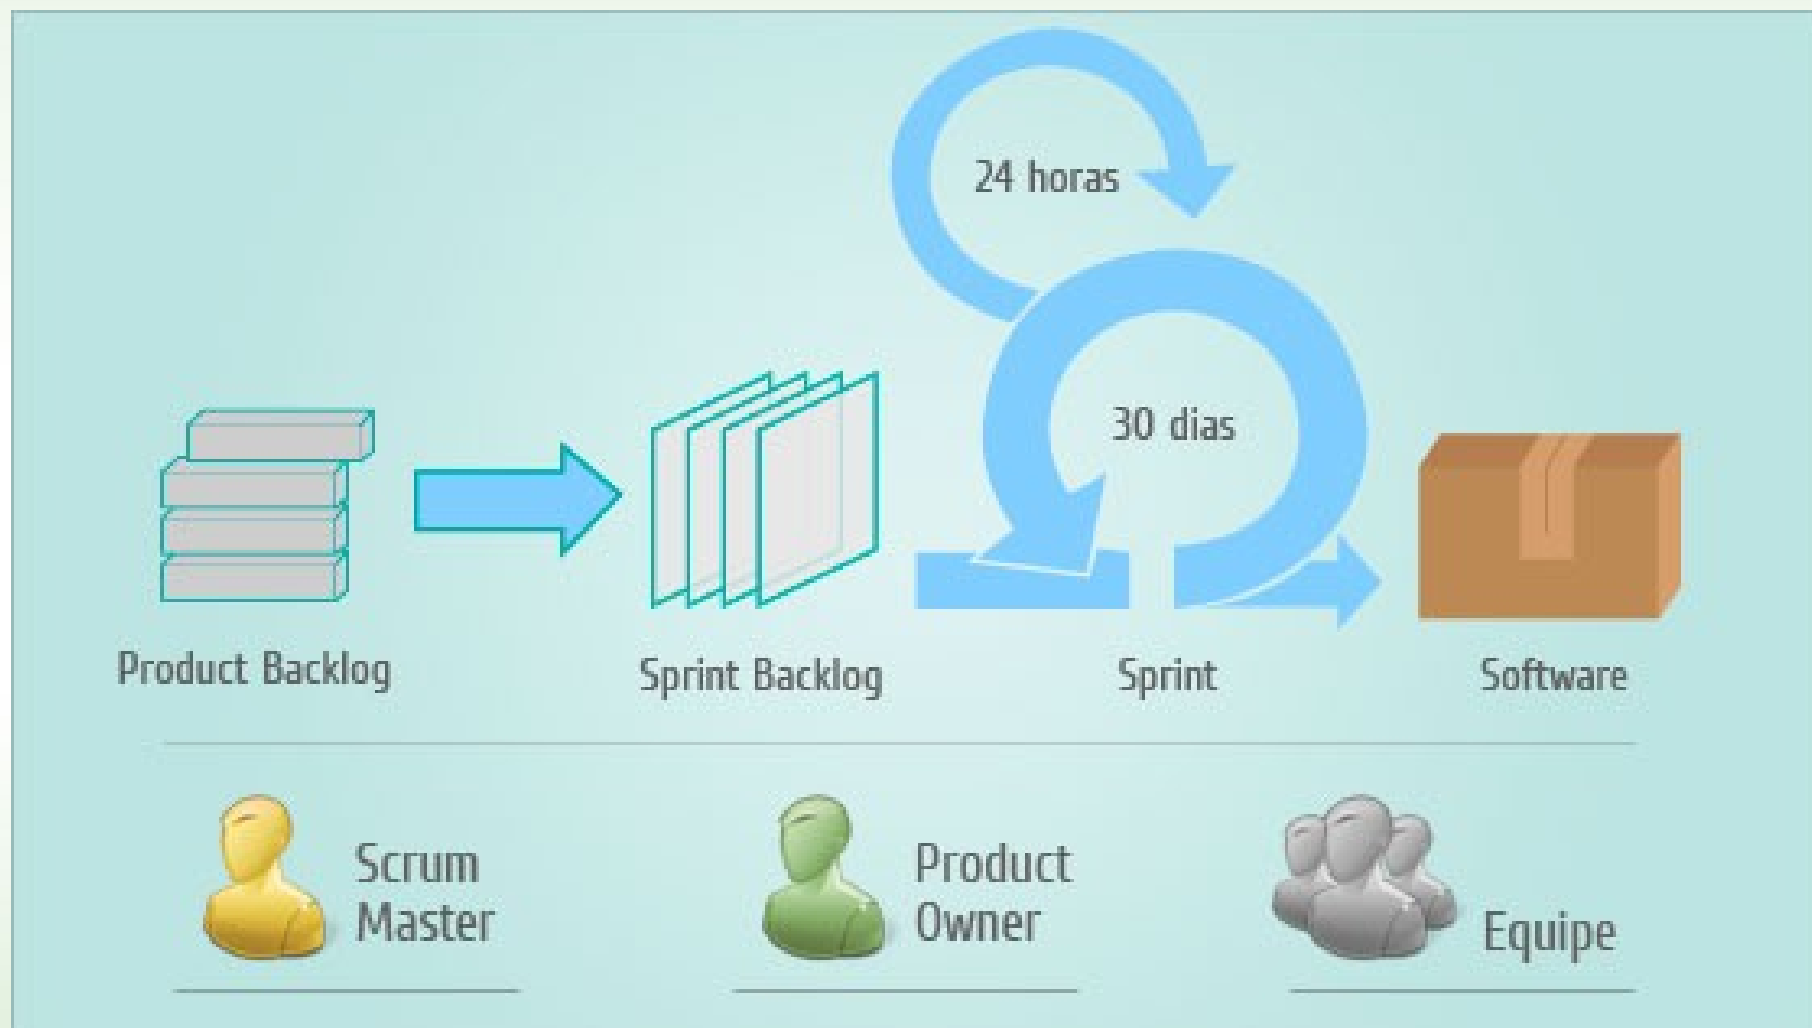 24 horas
30 dias
Product Backlog
Sprint Backlog
Sprint
Software
Scrum
Master
Product
Owner
Equipe